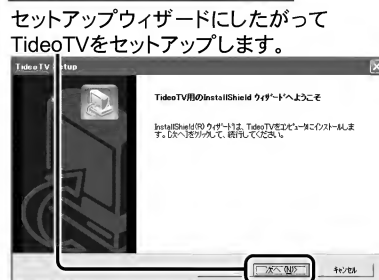 セットアップウィザードにしたがって
TideoTVをセットアップします。
TideoTV Setup
TideoTV用のInstallShield ウィザードへようこそ
InstallShield(R) ウィザードは、TideoTVをコンピュータにインストールしま
す。[次へ]をクリックして、続行してください。
次へ(N)>
キャンセル